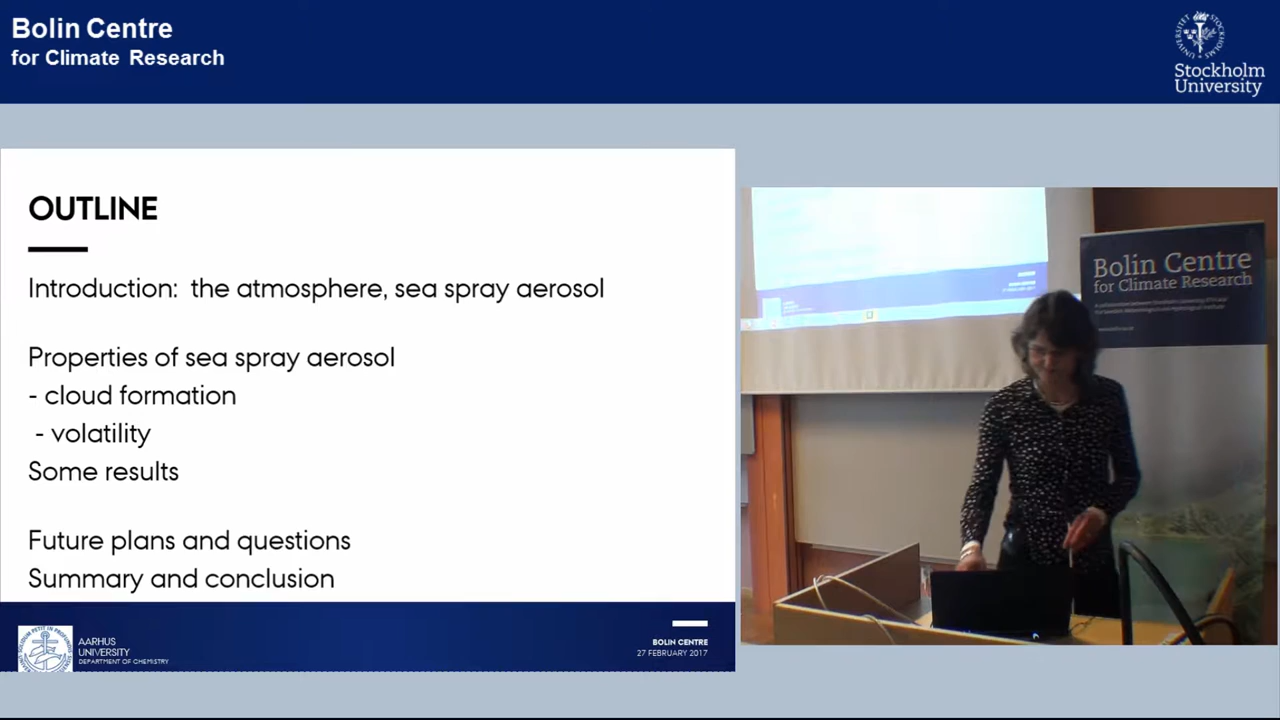 Bolin Centre
for Climate Research
Stockholm
University
OUTLINE
Introduction: the atmosphere, sea spray aerosol
Properties of sea spray aerosol
- cloud formation
- volatility
Some results
Future plans and questions
Summary and conclusion
AARHUS
UNIVERSITY
DEPARTMENT OF CHEMISTRY
BOLIN CENTRE
27 FEBRUARY 2017
Bolin Centre
for Climate Research